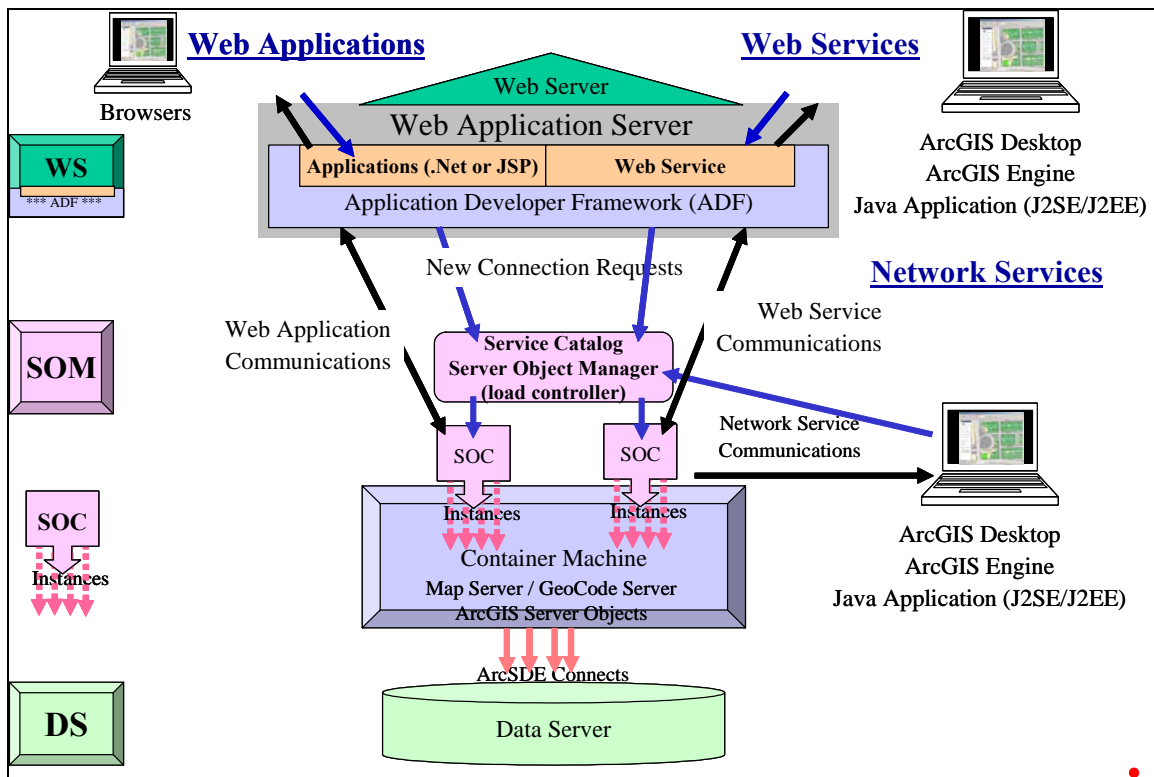 Web Applications
Web Services
Browsers
Web Server
Web Application Server
Applications (.Net or JSP)
Web Service
Application Developer Framework (ADF)
ArcGIS Desktop
ArcGIS Engine
Java Application (J2SE/J2EE)
WS
*** ADF ***
New Connection Requests
Network Services
Web Application
Communications
Web Service
Communications
SOM
Service Catalog
Server Object Manager
(load controller)
SOC
SOC
Network Service
Communications
Instances
Instances
SOC
Instances
Container Machine
Map Server / GeoCode Server
ArcGIS Server Objects
ArcGIS Desktop
ArcGIS Engine
Java Application (J2SE/J2EE)
ArcSDE Connects
DS
Data Server